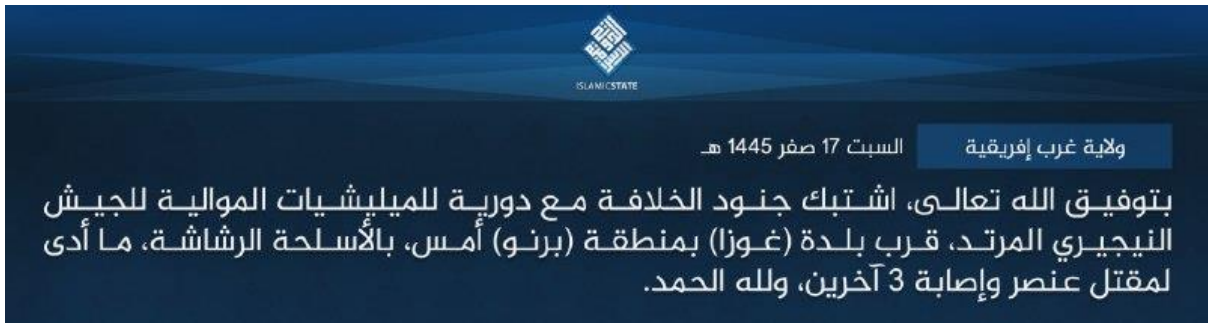 ISLAMIC STATE
ولاية غرب إفريقية السبت 17 صفر 1445 هـ
بتوفيق الله تعالى، اشتبك جنود الخلافة مع دورية للميليشيات الموالية للجيش
النيجيري المرتد، قرب بلدة (غوزا) بمنطقة (برنو) أمس، بالأسلحة الرشاشة، ما أدى
لمقتل عنصر وإصابة 3 آخرين، ولله الحمد.